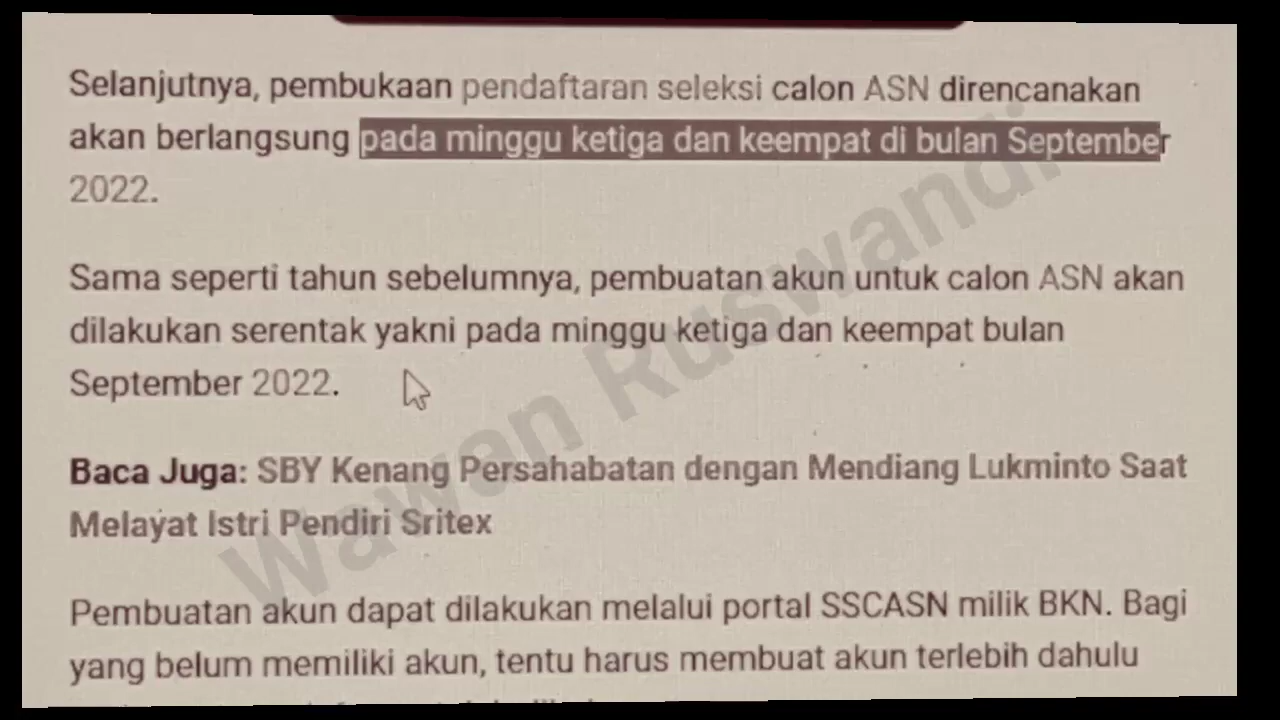 Selanjutnya, pembukaan pendaftaran seleksi calon ASN direncanakan
akan berlangsung pada minggu ketiga dan keempat di bulan September
2022.
Sama seperti tahun sebelumnya, pembuatan akun untuk calon ASN akan
dilakukan serentak yakni pada minggu ketiga dan keempat bulan
September 2022.
Baca Juga: SBY Kenang Persahabatan dengan Mendiang Lukminto Saat
Melayat Istri Pendiri Sritex
Pembuatan akun dapat dilakukan melalui portal SSCASN milik BKN. Bagi
yang belum memiliki akun, tentu harus membuat akun terlebih dahulu
Wawan Ruswandi